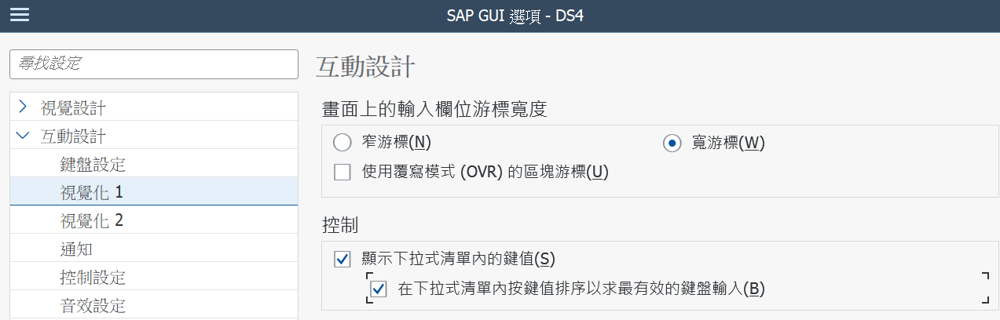 SAP GUI 選項 - DS4
尋找設定
視覺設計
互動設計
鍵盤設定
視覺化 1
視覺化 2
通知
控制設定
音效設定
互動設計
畫面上的輸入欄位游標寬度
窄游標(N)
寬游標(W)
使用覆寫模式 (OVR) 的區塊游標(U)
控制
顯示下拉式清單內的鍵值(S)
在下拉式清單內按鍵值排序以求最有效的鍵盤輸入(B)